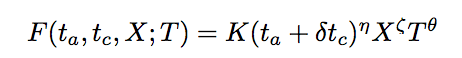 F(t_a, t_c, X; T) = K(t_a + δt_c)^η X^ζ T^θ